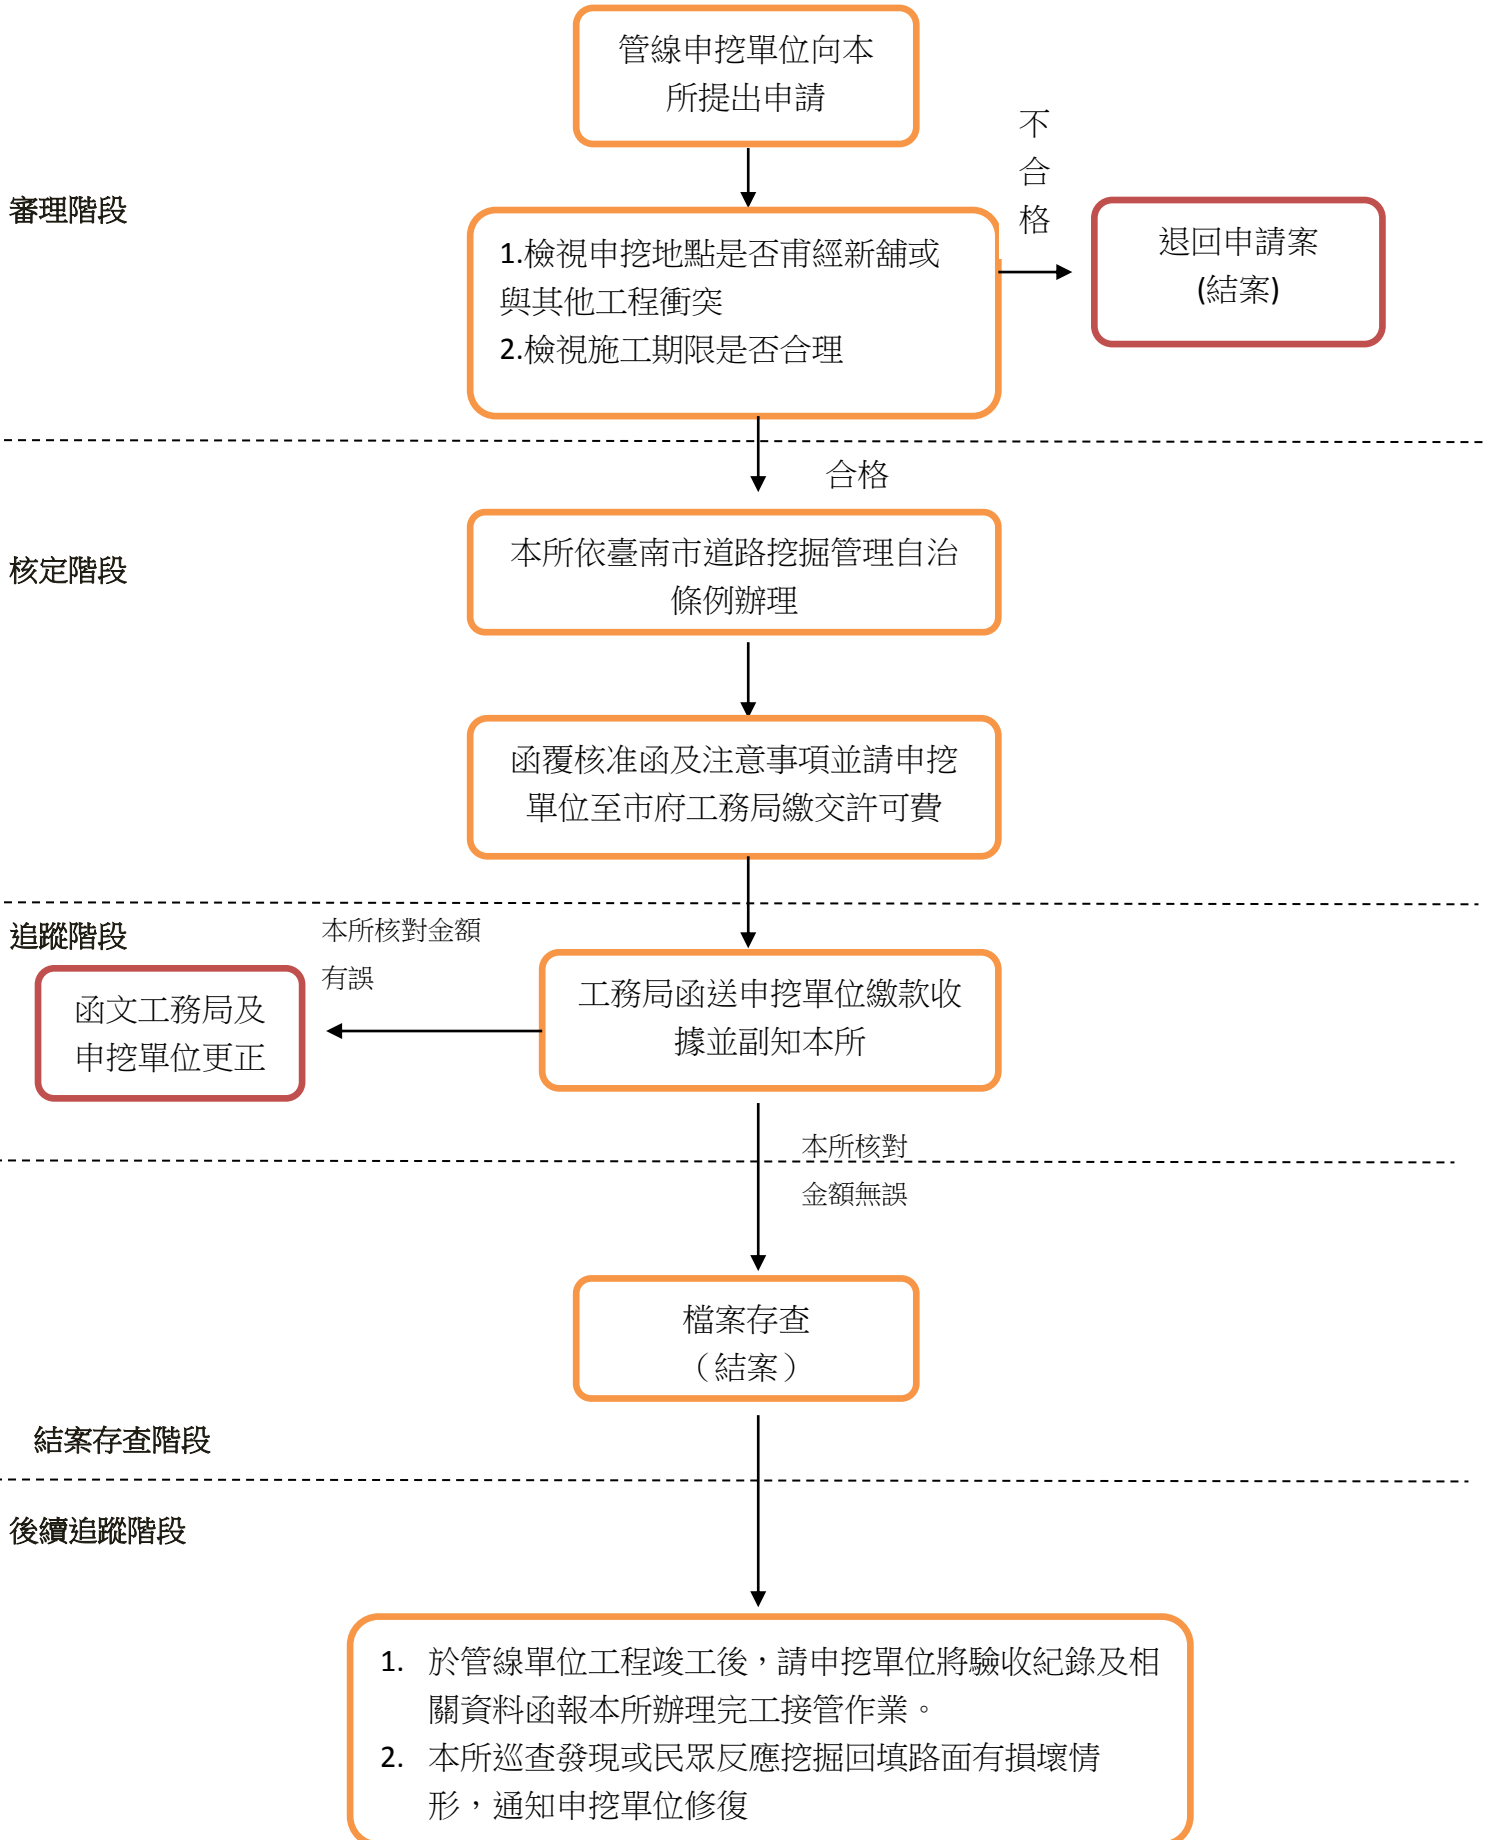 管線申挖單位向本
所提出申請
不
合
格
審理階段
1.檢視申挖地點是否甫經新舖或
與其他工程衝突
2.檢視施工期限是否合理
退回申請案
(結案)
合格
核定階段
本所依臺南市道路挖掘管理自治
條例辦理
函覆核准函及注意事項並請申挖
單位至市府工務局繳交許可費
追蹤階段
本所核對金額
有誤
函文工務局及
申挖單位更正
工務局函送申挖單位繳款收
據並副知本所
本所核對
金額無誤
檔案存查
（結案）
結案存查階段
後續追蹤階段
1. 於管線單位工程竣工後，請申挖單位將驗收紀錄及相
關資料函報本所辦理完工接管作業。
2. 本所巡查發現或民眾反應挖掘回填路面有損壞情
形，通知申挖單位修復